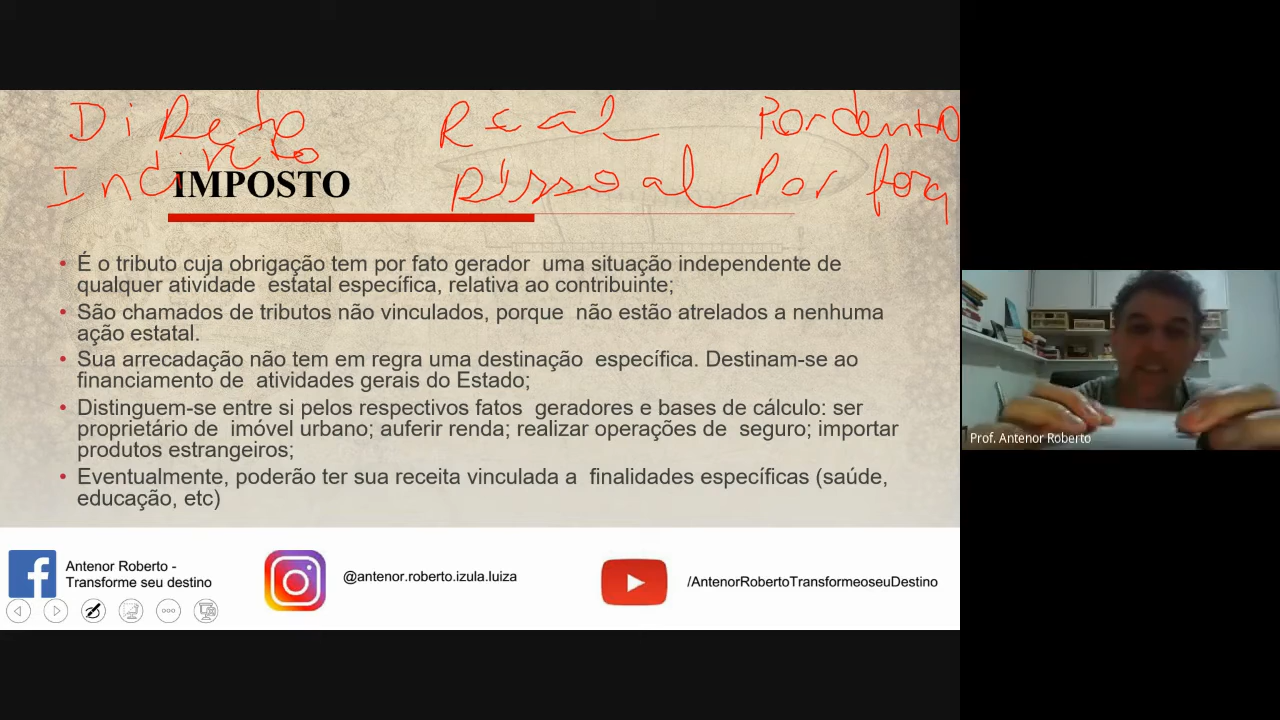 Direto Real Por dentro
Indireto Pessoal Por fora
IMPOSTO
• É o tributo cuja obrigação tem por fato gerador uma situação independente de
qualquer atividade estatal específica, relativa ao contribuinte;
• São chamados de tributos não vinculados, porque não estão atrelados a nenhuma
ação estatal.
• Sua arrecadação não tem em regra uma destinação específica. Destinam-se ao
financiamento de atividades gerais do Estado;
• Distinguem-se entre si pelos respectivos fatos geradores e bases de cálculo: ser
proprietário de imóvel urbano; auferir renda; realizar operações de seguro; importar
produtos estrangeiros;
• Eventualmente, poderão ter sua receita vinculada a finalidades específicas (saúde,
educação, etc)
Antenor Roberto -
Transforme seu destino
@antenor.roberto.izula.luiza
/AntenorRobertoTransformeoseuDestino
Prof. Antenor Roberto